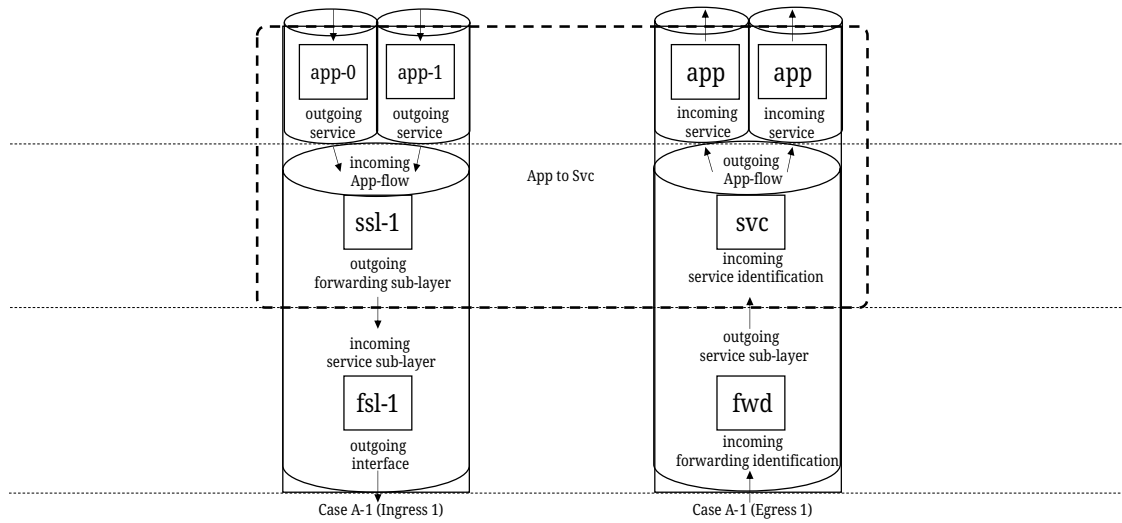 app-0
app-1
app
app
outgoing
service
outgoing
service
incoming
service
incoming
service
incoming
App-flow
App to Svc
outgoing
App-flow
ssl-1
svc
outgoing
forwarding sub-layer
incoming
service identification
incoming
service sub-layer
outgoing
service sub-layer
fsl-1
fwd
outgoing
interface
incoming
forwarding identification
Case A-1 (Ingress 1)
Case A-1 (Egress 1)